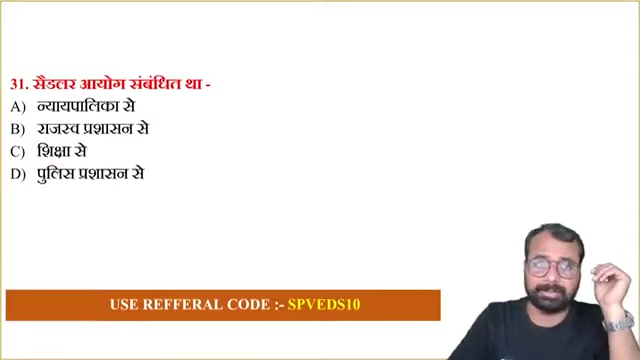 31. सैडलर आयोग संबंधित था -
A) न्यायपालिका से
B) राजस्व प्रशासन से
C) शिक्षा से
D) पुलिस प्रशासन से
USE REFFERAL CODE :- SPVEDS10